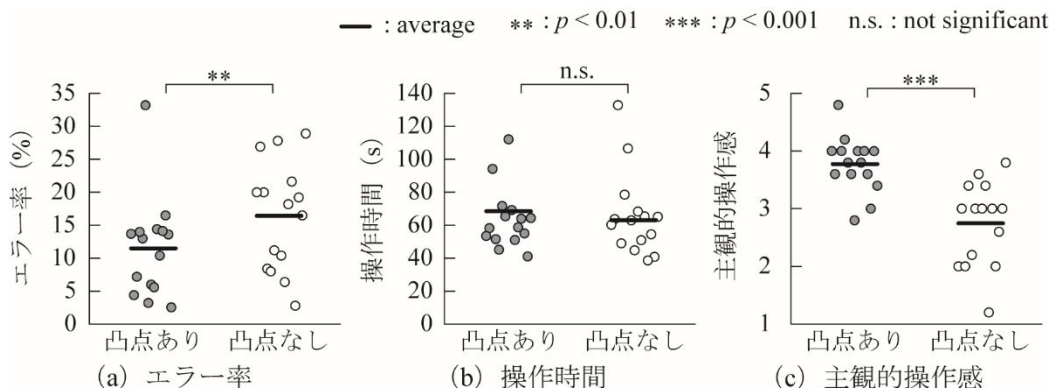 : average ** : p < 0.01 *** : p < 0.001 n.s. : not significant
** n.s. ***
エラー率 (%)
35
30
25
20
15
10
5
0
凸点あり 凸点なし
(a) エラー率
操作時間 (s)
140
120
100
80
60
40
20
0
凸点あり 凸点なし
(b) 操作時間
主観的操作感
5
4
3
2
1
凸点あり 凸点なし
(c) 主観的操作感